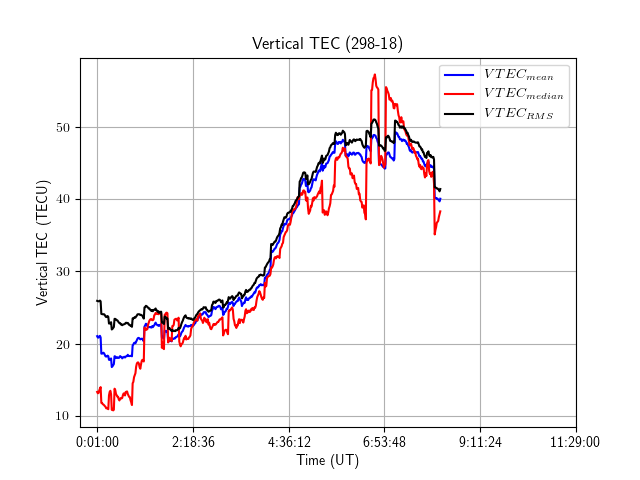 Vertical TEC (298-18)
VTEC_mean
VTEC_median
VTEC_RMS
Vertical TEC (TECU)
50
40
30
20
10
0:01:00 2:18:36 4:36:12 6:53:48 9:11:24 11:29:00
Time (UT)